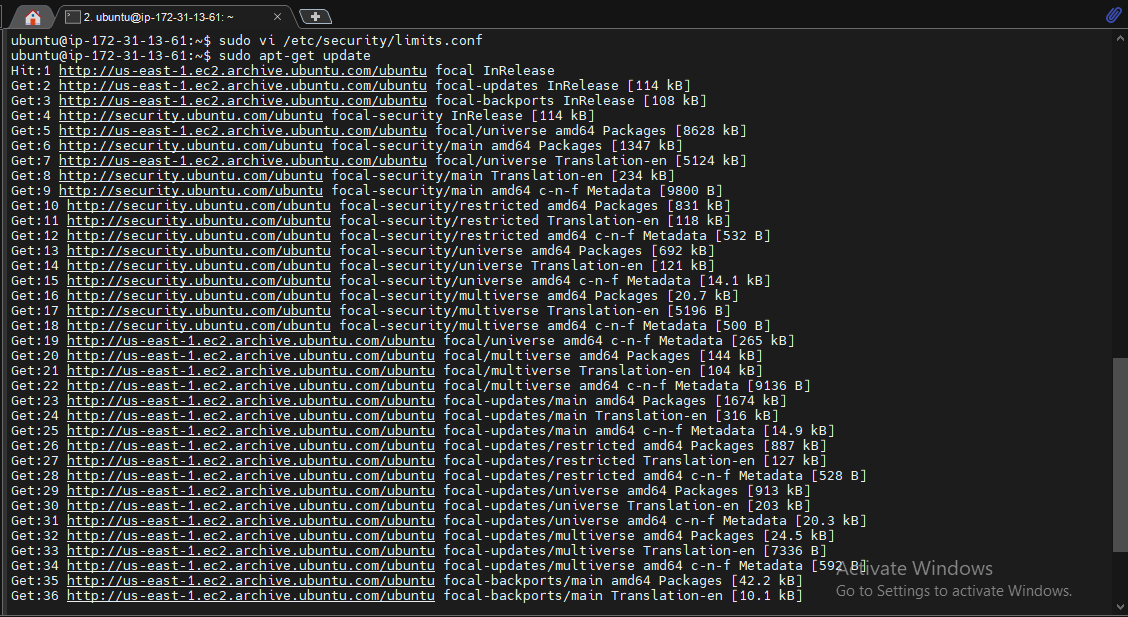 2. ubuntu@ip-172-31-13-61: ~
ubuntu@ip-172-31-13-61:~$ sudo vi /etc/security/limits.conf
ubuntu@ip-172-31-13-61:~$ sudo apt-get update
Hit:1 http://us-east-1.ec2.archive.ubuntu.com/ubuntu focal InRelease
Get:2 http://us-east-1.ec2.archive.ubuntu.com/ubuntu focal-updates InRelease [114 kB]
Get:3 http://us-east-1.ec2.archive.ubuntu.com/ubuntu focal-backports InRelease [108 kB]
Get:4 http://security.ubuntu.com/ubuntu focal-security InRelease [114 kB]
Get:5 http://us-east-1.ec2.archive.ubuntu.com/ubuntu focal/universe amd64 Packages [8628 kB]
Get:6 http://security.ubuntu.com/ubuntu focal-security/main amd64 Packages [1347 kB]
Get:7 http://us-east-1.ec2.archive.ubuntu.com/ubuntu focal/universe Translation-en [5124 kB]
Get:8 http://security.ubuntu.com/ubuntu focal-security/main Translation-en [234 kB]
Get:9 http://security.ubuntu.com/ubuntu focal-security/main amd64 c-n-f Metadata [9800 B]
Get:10 http://security.ubuntu.com/ubuntu focal-security/restricted amd64 Packages [831 kB]
Get:11 http://security.ubuntu.com/ubuntu focal-security/restricted Translation-en [118 kB]
Get:12 http://security.ubuntu.com/ubuntu focal-security/restricted amd64 c-n-f Metadata [532 B]
Get:13 http://security.ubuntu.com/ubuntu focal-security/universe amd64 Packages [692 kB]
Get:14 http://security.ubuntu.com/ubuntu focal-security/universe Translation-en [121 kB]
Get:15 http://security.ubuntu.com/ubuntu focal-security/universe amd64 c-n-f Metadata [14.1 kB]
Get:16 http://security.ubuntu.com/ubuntu focal-security/multiverse amd64 Packages [20.7 kB]
Get:17 http://security.ubuntu.com/ubuntu focal-security/multiverse Translation-en [5196 B]
Get:18 http://security.ubuntu.com/ubuntu focal-security/multiverse amd64 c-n-f Metadata [500 B]
Get:19 http://us-east-1.ec2.archive.ubuntu.com/ubuntu focal/universe amd64 c-n-f Metadata [265 kB]
Get:20 http://us-east-1.ec2.archive.ubuntu.com/ubuntu focal/multiverse amd64 Packages [144 kB]
Get:21 http://us-east-1.ec2.archive.ubuntu.com/ubuntu focal/multiverse Translation-en [104 kB]
Get:22 http://us-east-1.ec2.archive.ubuntu.com/ubuntu focal/multiverse amd64 c-n-f Metadata [9136 B]
Get:23 http://us-east-1.ec2.archive.ubuntu.com/ubuntu focal-updates/main amd64 Packages [1674 kB]
Get:24 http://us-east-1.ec2.archive.ubuntu.com/ubuntu focal-updates/main Translation-en [316 kB]
Get:25 http://us-east-1.ec2.archive.ubuntu.com/ubuntu focal-updates/main amd64 c-n-f Metadata [14.9 kB]
Get:26 http://us-east-1.ec2.archive.ubuntu.com/ubuntu focal-updates/restricted amd64 Packages [887 kB]
Get:27 http://us-east-1.ec2.archive.ubuntu.com/ubuntu focal-updates/restricted Translation-en [127 kB]
Get:28 http://us-east-1.ec2.archive.ubuntu.com/ubuntu focal-updates/restricted amd64 c-n-f Metadata [528 B]
Get:29 http://us-east-1.ec2.archive.ubuntu.com/ubuntu focal-updates/universe amd64 Packages [913 kB]
Get:30 http://us-east-1.ec2.archive.ubuntu.com/ubuntu focal-updates/universe Translation-en [203 kB]
Get:31 http://us-east-1.ec2.archive.ubuntu.com/ubuntu focal-updates/universe amd64 c-n-f Metadata [20.3 kB]
Get:32 http://us-east-1.ec2.archive.ubuntu.com/ubuntu focal-updates/multiverse amd64 Packages [24.5 kB]
Get:33 http://us-east-1.ec2.archive.ubuntu.com/ubuntu focal-updates/multiverse Translation-en [7336 B]
Get:34 http://us-east-1.ec2.archive.ubuntu.com/ubuntu focal-updates/multiverse amd64 c-n-f Metadata [592 B]
Get:35 http://us-east-1.ec2.archive.ubuntu.com/ubuntu focal-backports/main amd64 Packages [42.2 kB]
Get:36 http://us-east-1.ec2.archive.ubuntu.com/ubuntu focal-backports/main Translation-en [10.1 kB]
Activate Windows
Go to Settings to activate Windows.